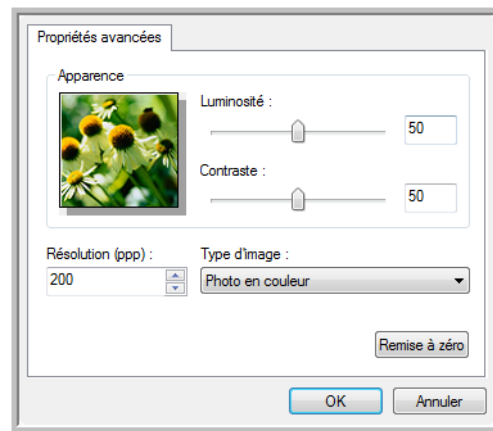 Propriétés avancées
Apparence
Luminosité :
50
Contraste :
50
Résolution (ppp) :
200
Type d'image :
Photo en couleur
Remise à zéro
OK
Annuler